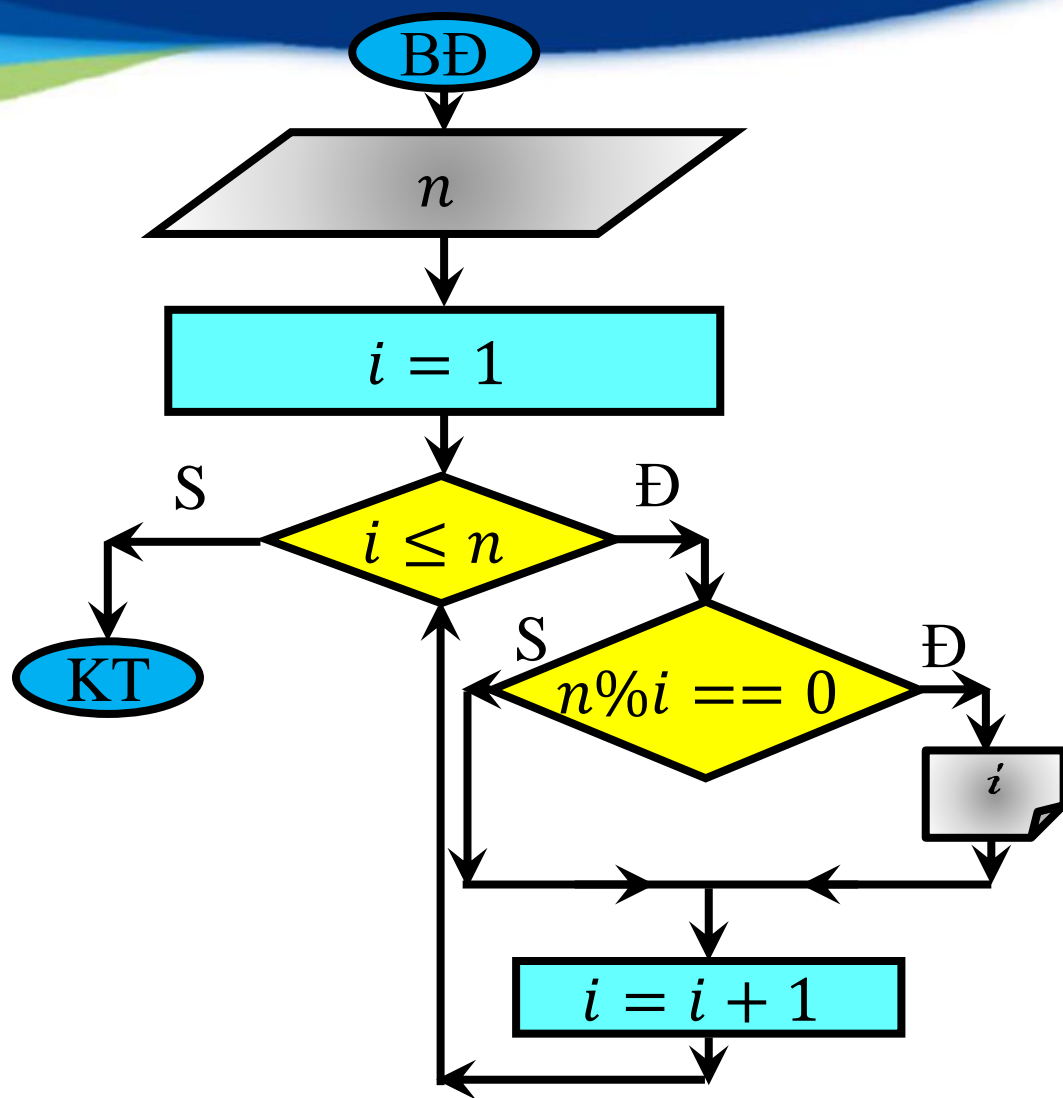 BĐ
n
i = 1
S
Đ
i ≤ n
KT
S
Đ
n%i == 0
i
i = i + 1